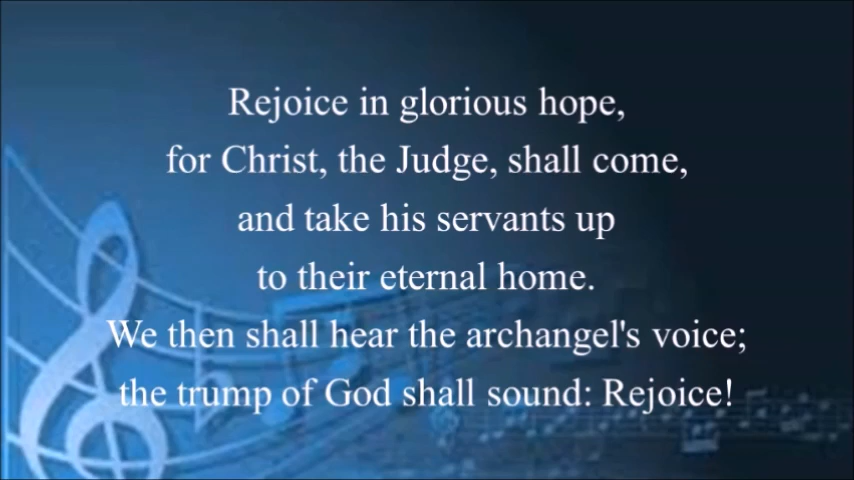 Rejoice in glorious hope,
for Christ, the Judge, shall come,
and take his servants up
to their eternal home.
We then shall hear the archangel's voice;
the trump of God shall sound: Rejoice!